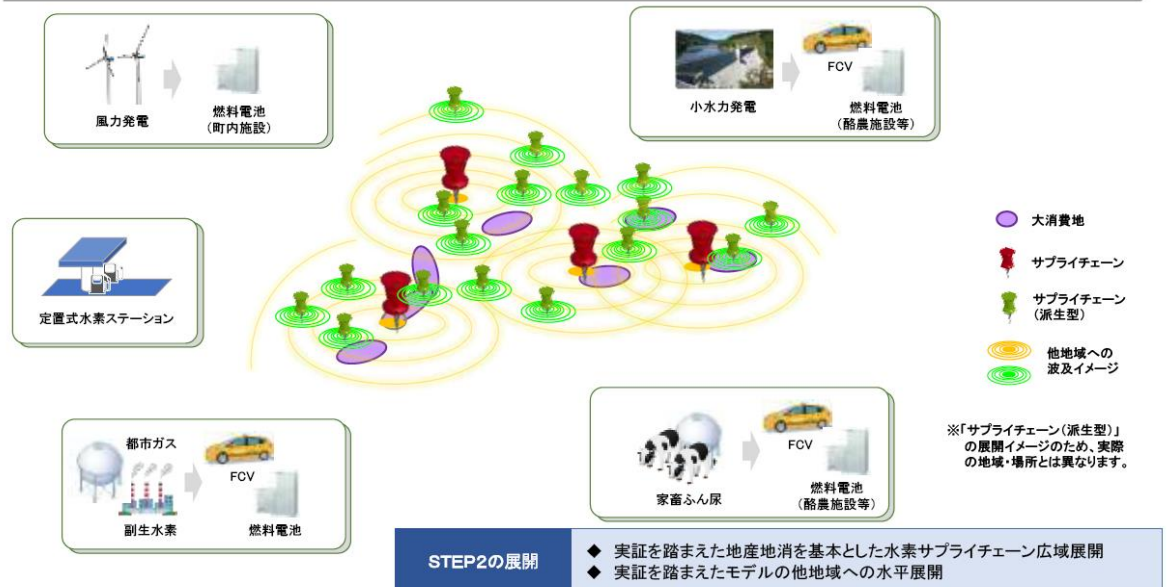 風力発電
燃料電池
(町内施設)
小水力発電
FCV
燃料電池
(酪農施設等)
定置式水素ステーション
大消費地
サプライチェーン
サプライチェーン
(派生型)
他地域への
波及イメージ
※「サプライチェーン(派生型)」
の展開イメージのため、実際
の地域・場所とは異なります。
都市ガス
副生水素
FCV
燃料電池
家畜ふん尿
FCV
燃料電池
(酪農施設等)
STEP2の展開
◆ 実証を踏まえた地産地消を基本とした水素サプライチェーン広域展開
◆ 実証を踏まえたモデルの他地域への水平展開